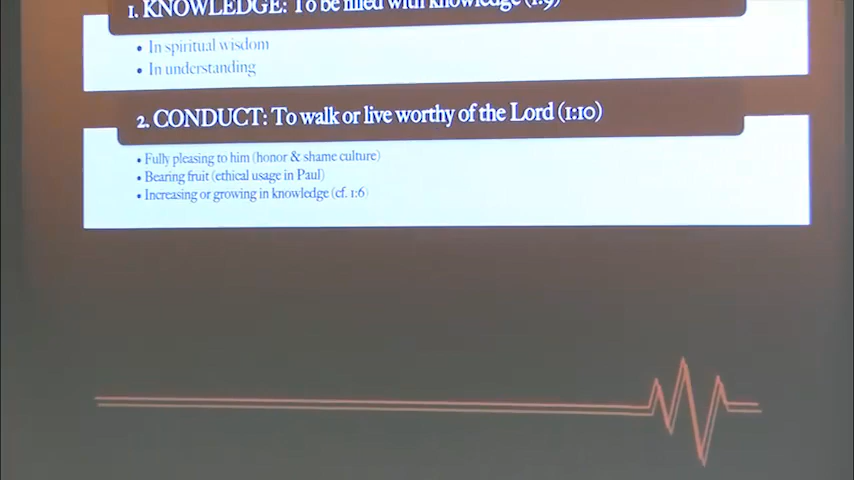 1. KNOWLEDGE: To be filled with knowledge (1:9)
• In spiritual wisdom
• In understanding
2. CONDUCT: To walk or live worthy of the Lord (1:10)
• Fully pleasing to him (honor & shame culture)
• Bearing fruit (ethical usage in Paul)
• Increasing or growing in knowledge (cf. 1:6)